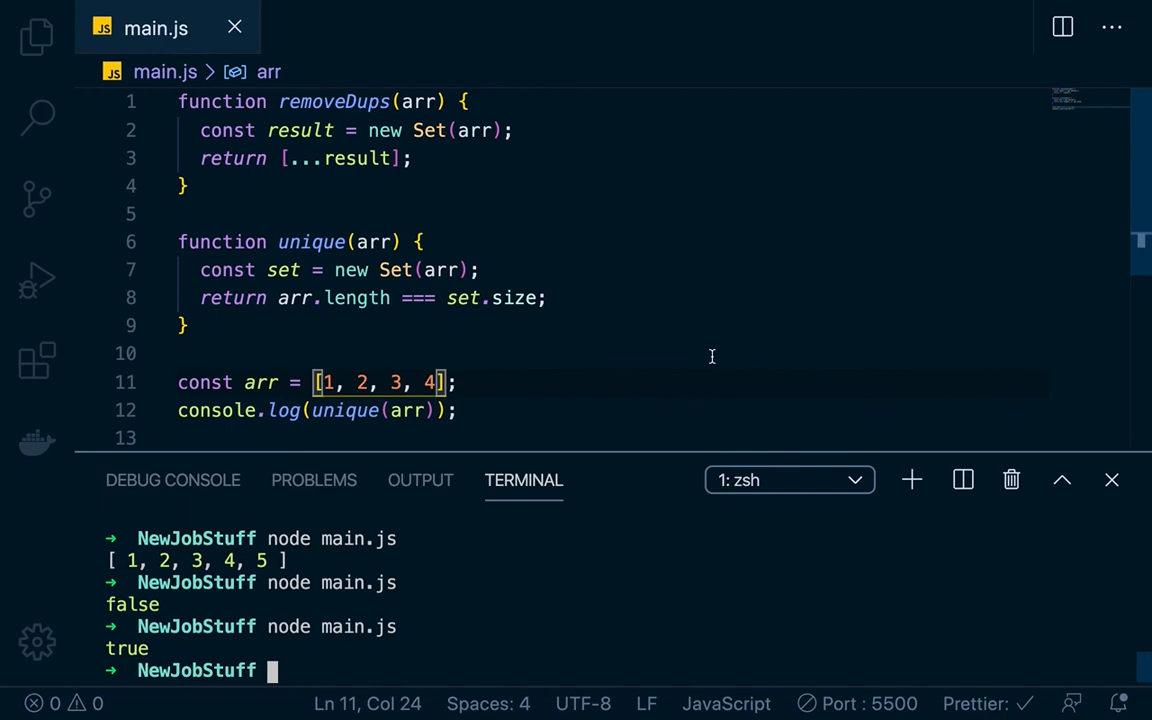 JS main.js
JS main.js > arr
1 function removeDups(arr) {
2 const result = new Set(arr);
3 return [...result];
4 }
5
6 function unique(arr) {
7 const set = new Set(arr);
8 return arr.length === set.size;
9 }
10
11 const arr = [1, 2, 3, 4];
12 console.log(unique(arr));
13
DEBUG CONSOLE PROBLEMS OUTPUT TERMINAL 1: zsh
→ NewJobStuff node main.js
[ 1, 2, 3, 4, 5 ]
→ NewJobStuff node main.js
false
→ NewJobStuff node main.js
true
→ NewJobStuff
0 0 Ln 11, Col 24 Spaces: 4 UTF-8 LF JavaScript Port : 5500 Prettier: ✓